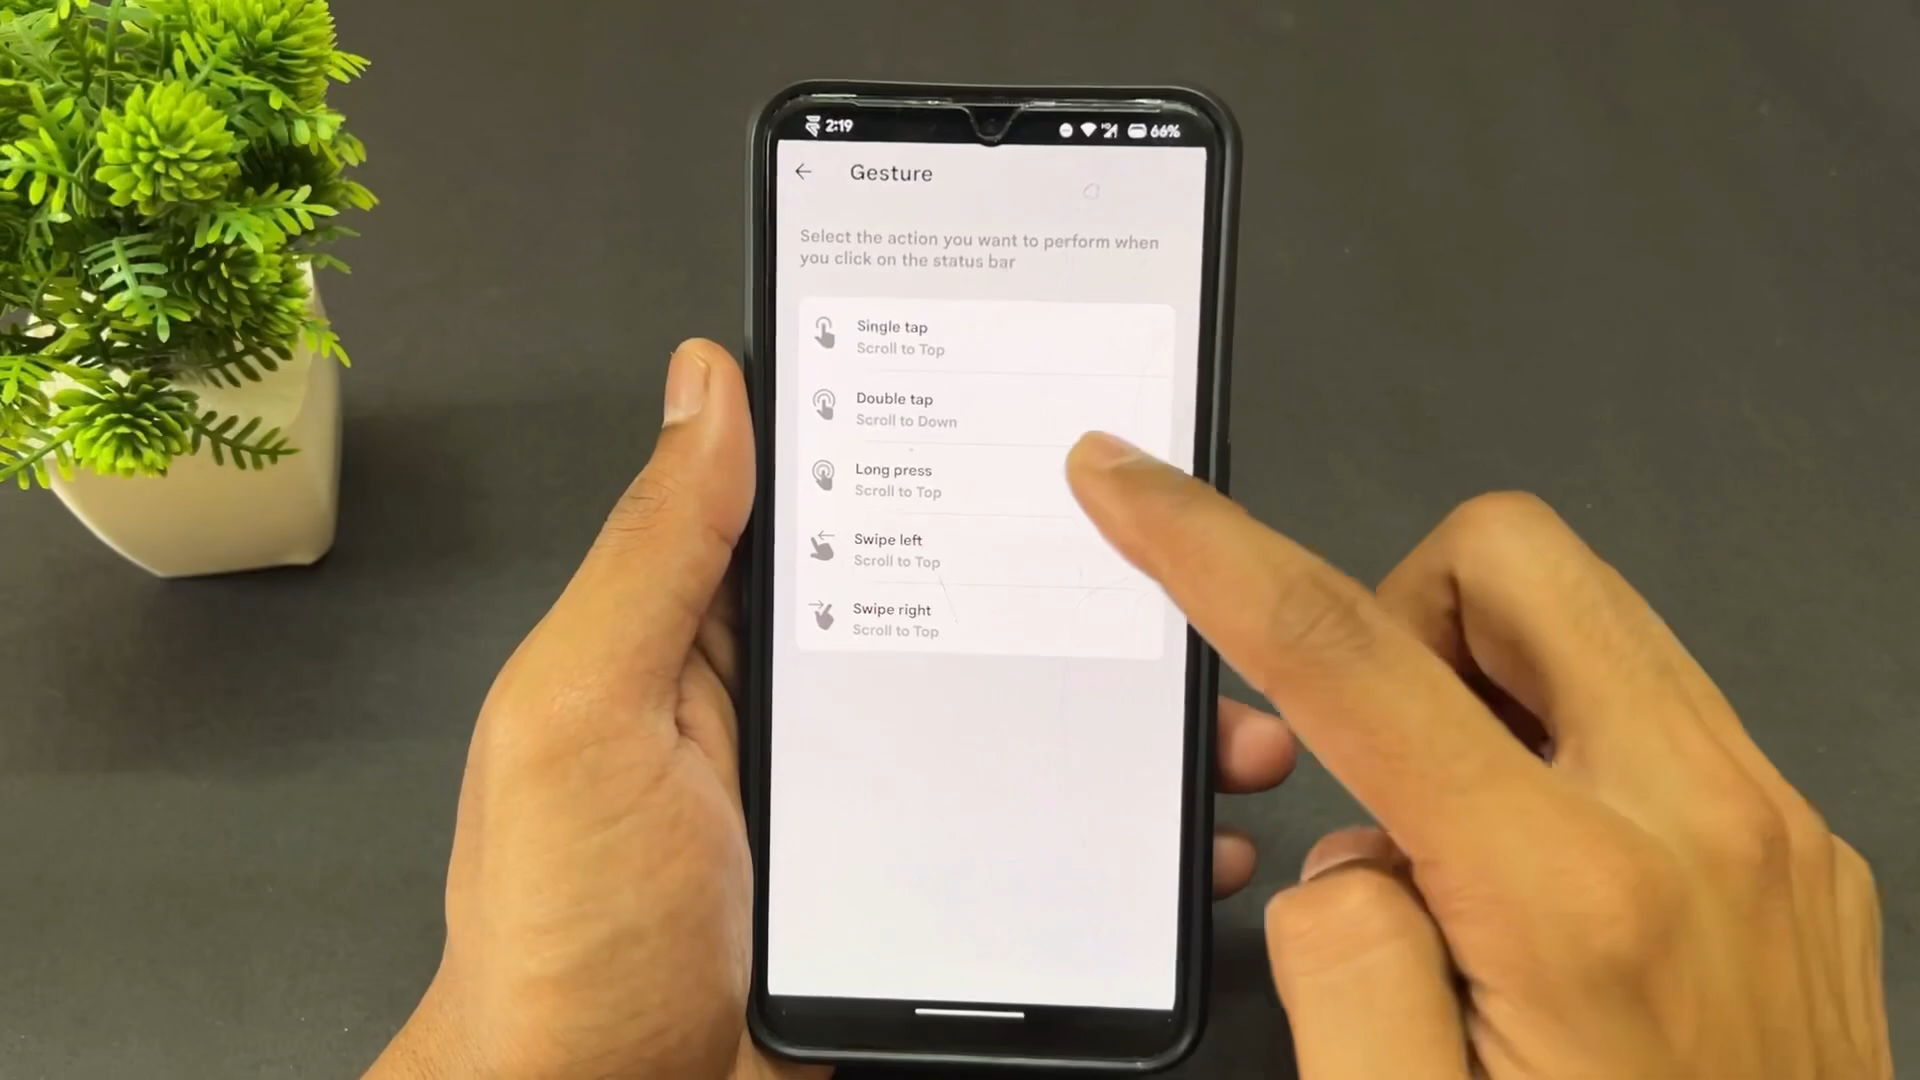 2:19
66%
Gesture
Select the action you want to perform when
you click on the status bar
Single tap
Scroll to Top
Double tap
Scroll to Down
Long press
Scroll to Top
Swipe left
Scroll to Top
Swipe right
Scroll to Top